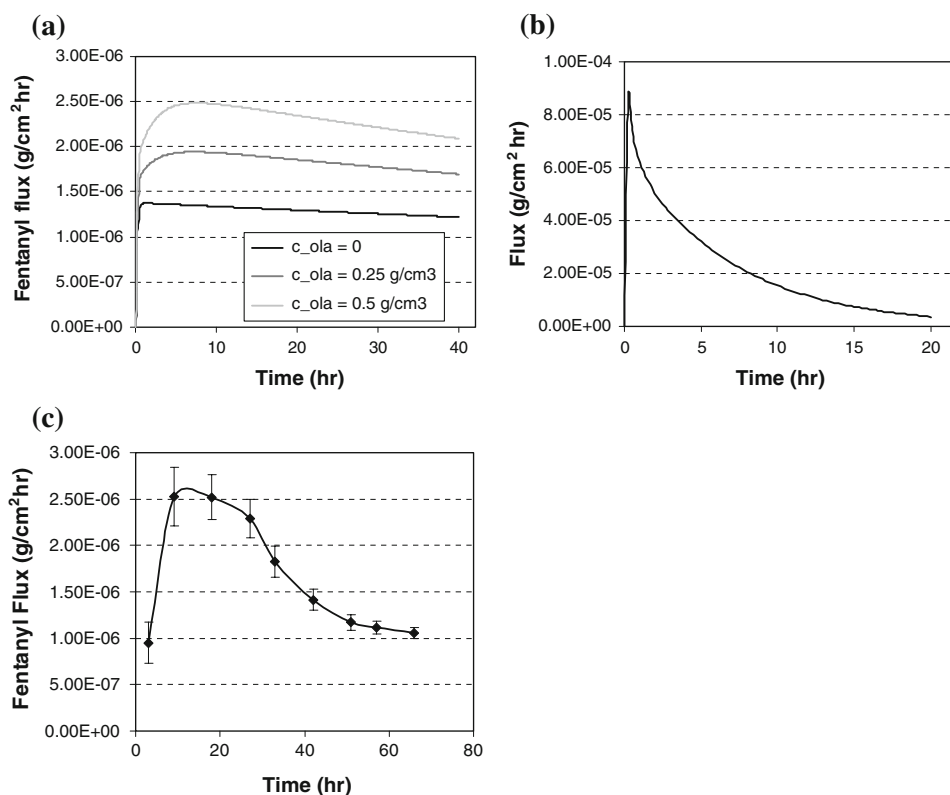 (a)
Fentanyl flux (g/cm²hr)
3.00E-06
2.50E-06
2.00E-06
1.50E-06
1.00E-06
5.00E-07
0.00E+00
c_ola = 0
c_ola = 0.25 g/cm3
c_ola = 0.5 g/cm3
0 10 20 30 40
Time (hr)
(b)
Flux (g/cm² hr)
1.00E-04
8.00E-05
6.00E-05
4.00E-05
2.00E-05
0.00E+00
0 5 10 15 20
Time (hr)
(c)
Fentanyl Flux (g/cm²hr)
3.00E-06
2.50E-06
2.00E-06
1.50E-06
1.00E-06
5.00E-07
0.00E+00
0 20 40 60 80
Time (hr)